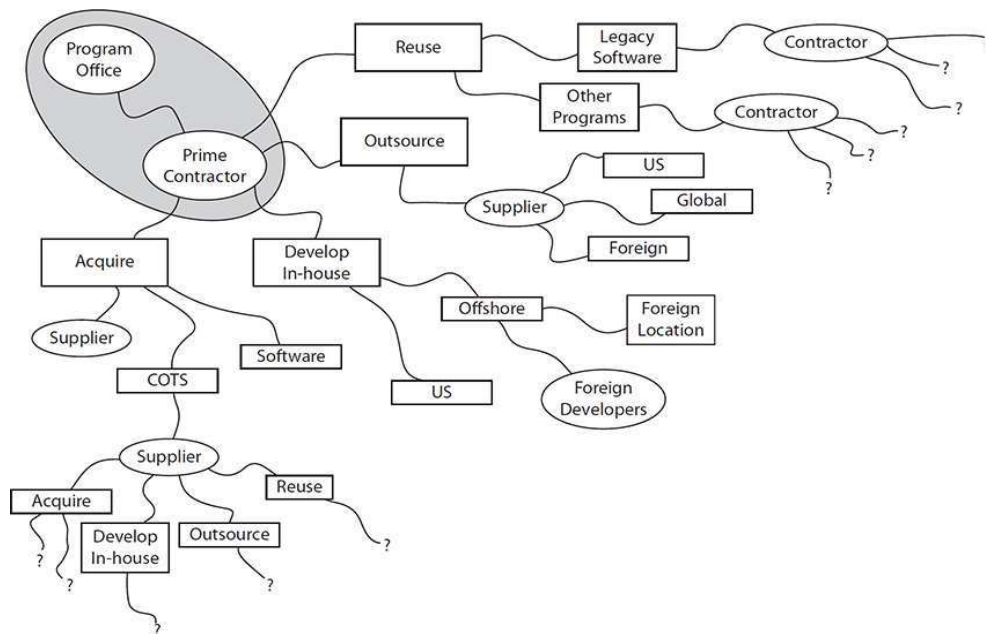 Program
Office
Prime
Contractor
Reuse
Legacy
Software
Contractor
?
?
Other
Programs
Contractor
?
?
?
Outsource
Supplier
US
Global
Foreign
Acquire
Supplier
Software
COTS
Develop
In-house
Offshore
Foreign
Location
US
Foreign
Developers
Supplier
Acquire
?
?
Develop
In-house
?
Outsource
?
Reuse
?